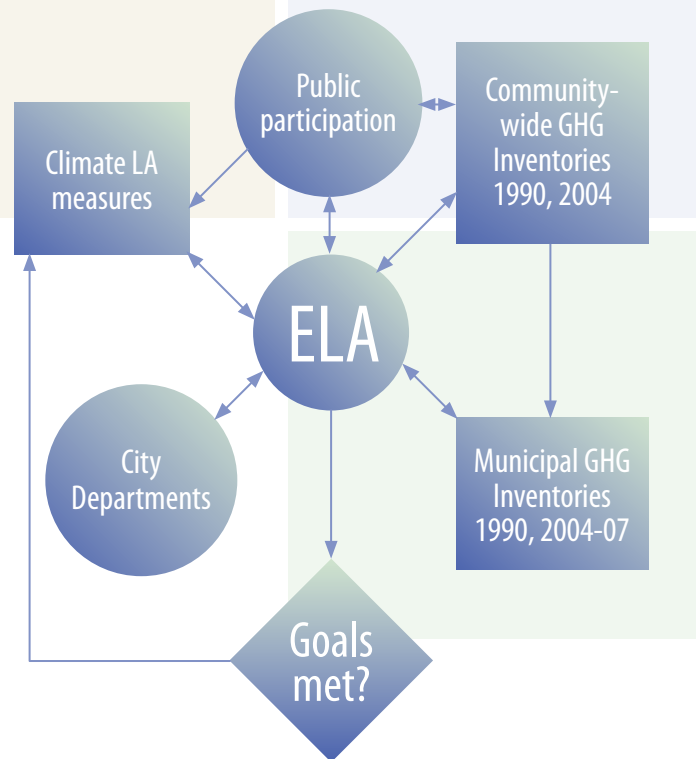 Public
participation
Community-
wide GHG
Inventories
1990, 2004
Climate LA
measures
ELA
City
Departments
Municipal GHG
Inventories
1990, 2004-07
Goals
met?